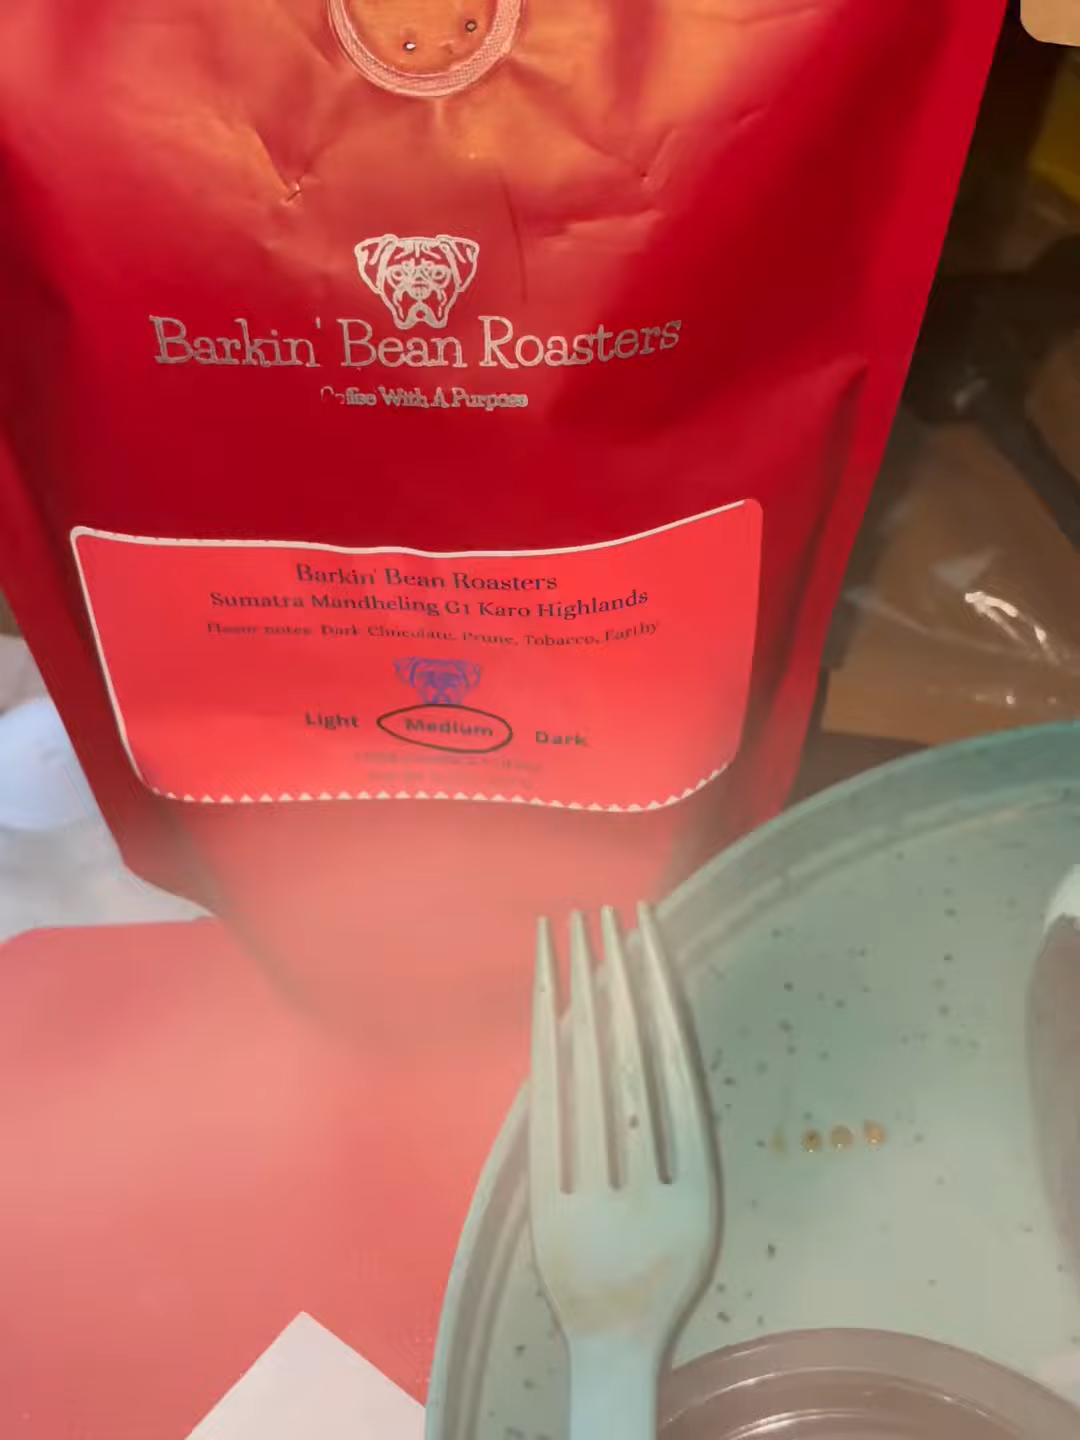 Barkin' Bean Roasters
Coffee With A Purpose
Barkin' Bean Roasters
Sumatra Mandheling G1 Karo Highlands
Flavor notes: Dark Chocolate, Prune, Tobacco, Earthy
Light Medium Dark